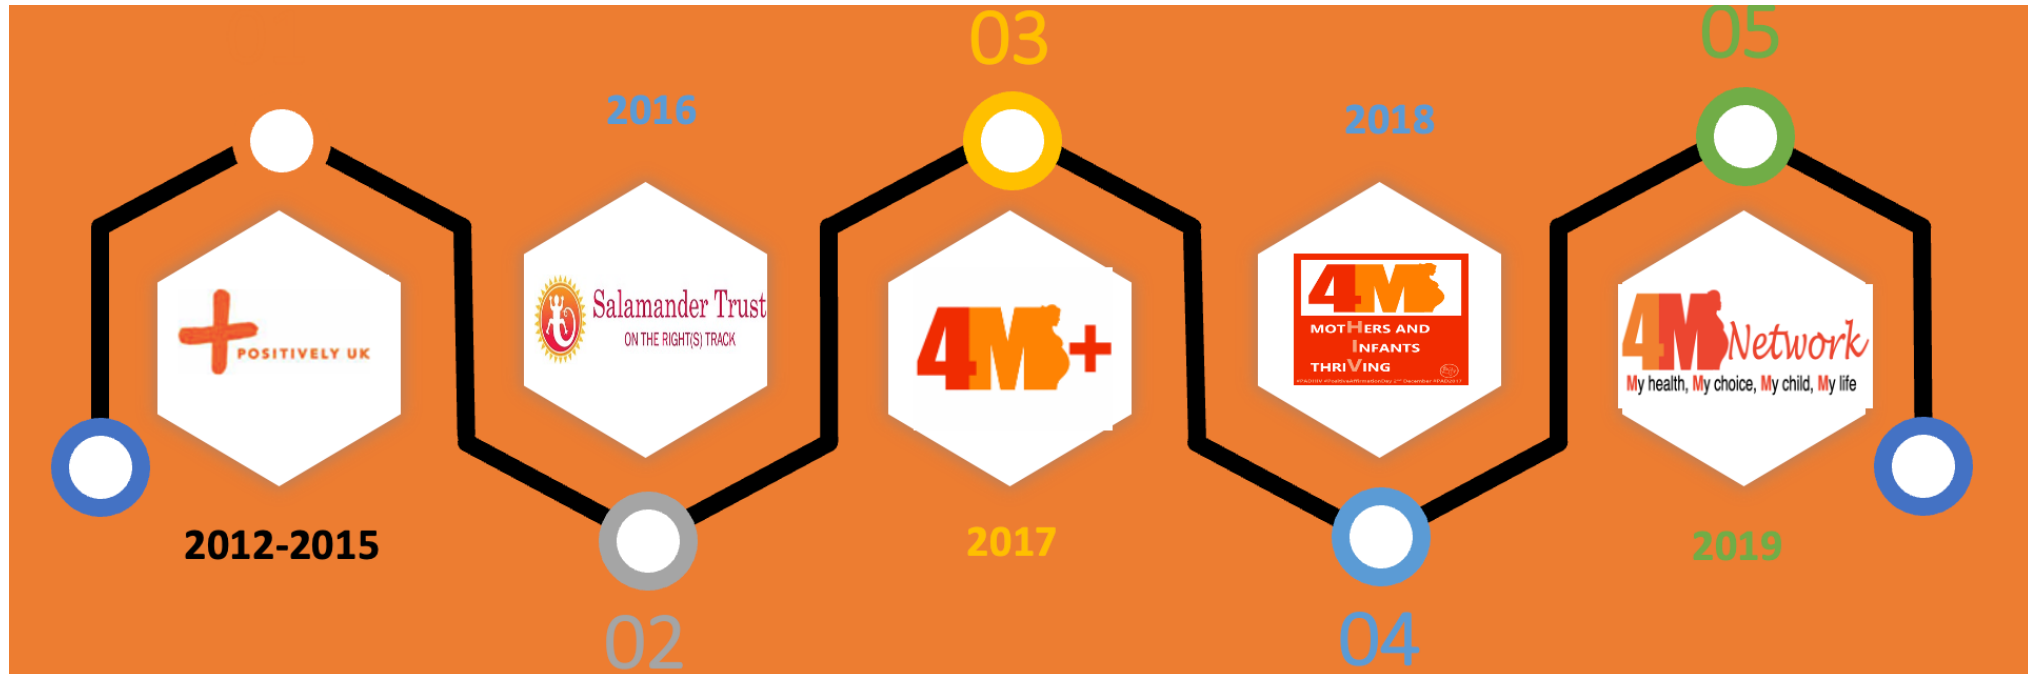 POSITIVELY UK
2012-2015
2016
Salamander Trust
ON THE RIGHT(S) TRACK
02
03
4M+
2017
2018
4M
MOTHERS AND
INFANTS
THRIVING
04
05
4M Network
My health, My choice, My child, My life
2019